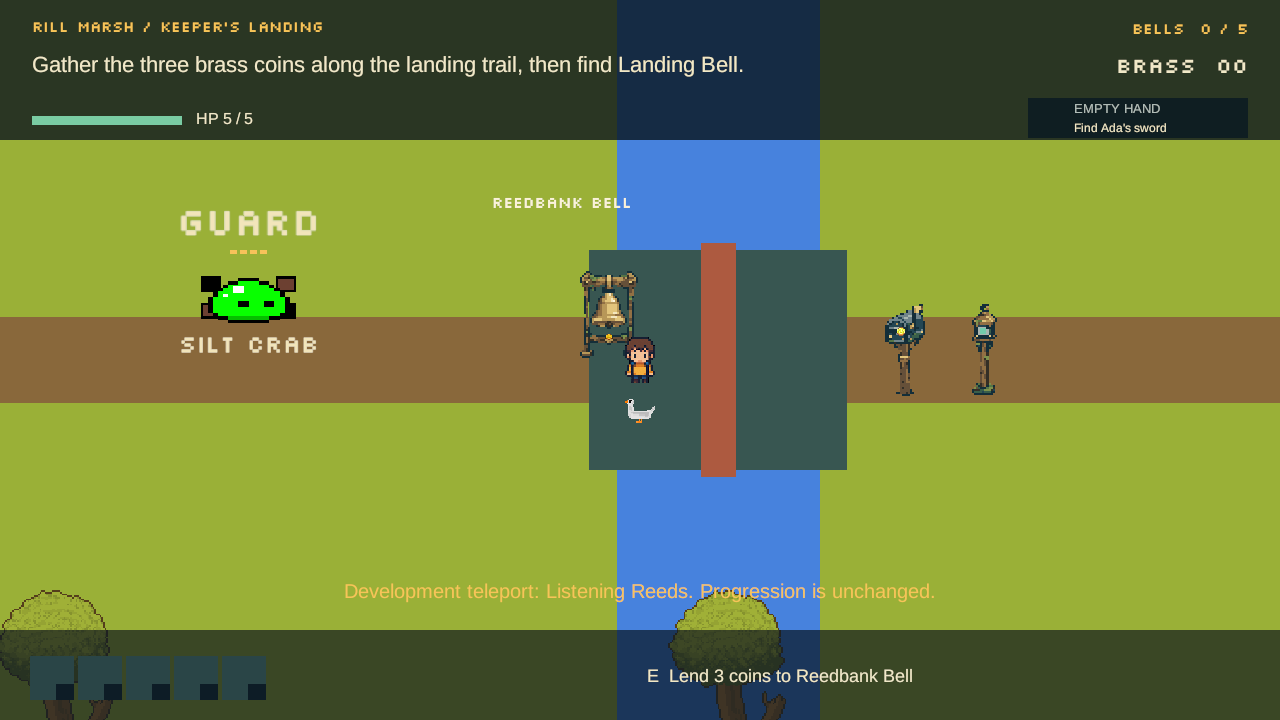 RILL MARSH / KEEPER'S LANDING
BELLS 0 / 5
Gather the three brass coins along the landing trail, then find Landing Bell.
BRASS 00
HP 5 / 5
EMPTY HAND
Find Ada's sword
REEDBANK BELL
GUARD
SILT CRAB
Development teleport: Listening Reeds. Progression is unchanged.
E Lend 3 coins to Reedbank Bell